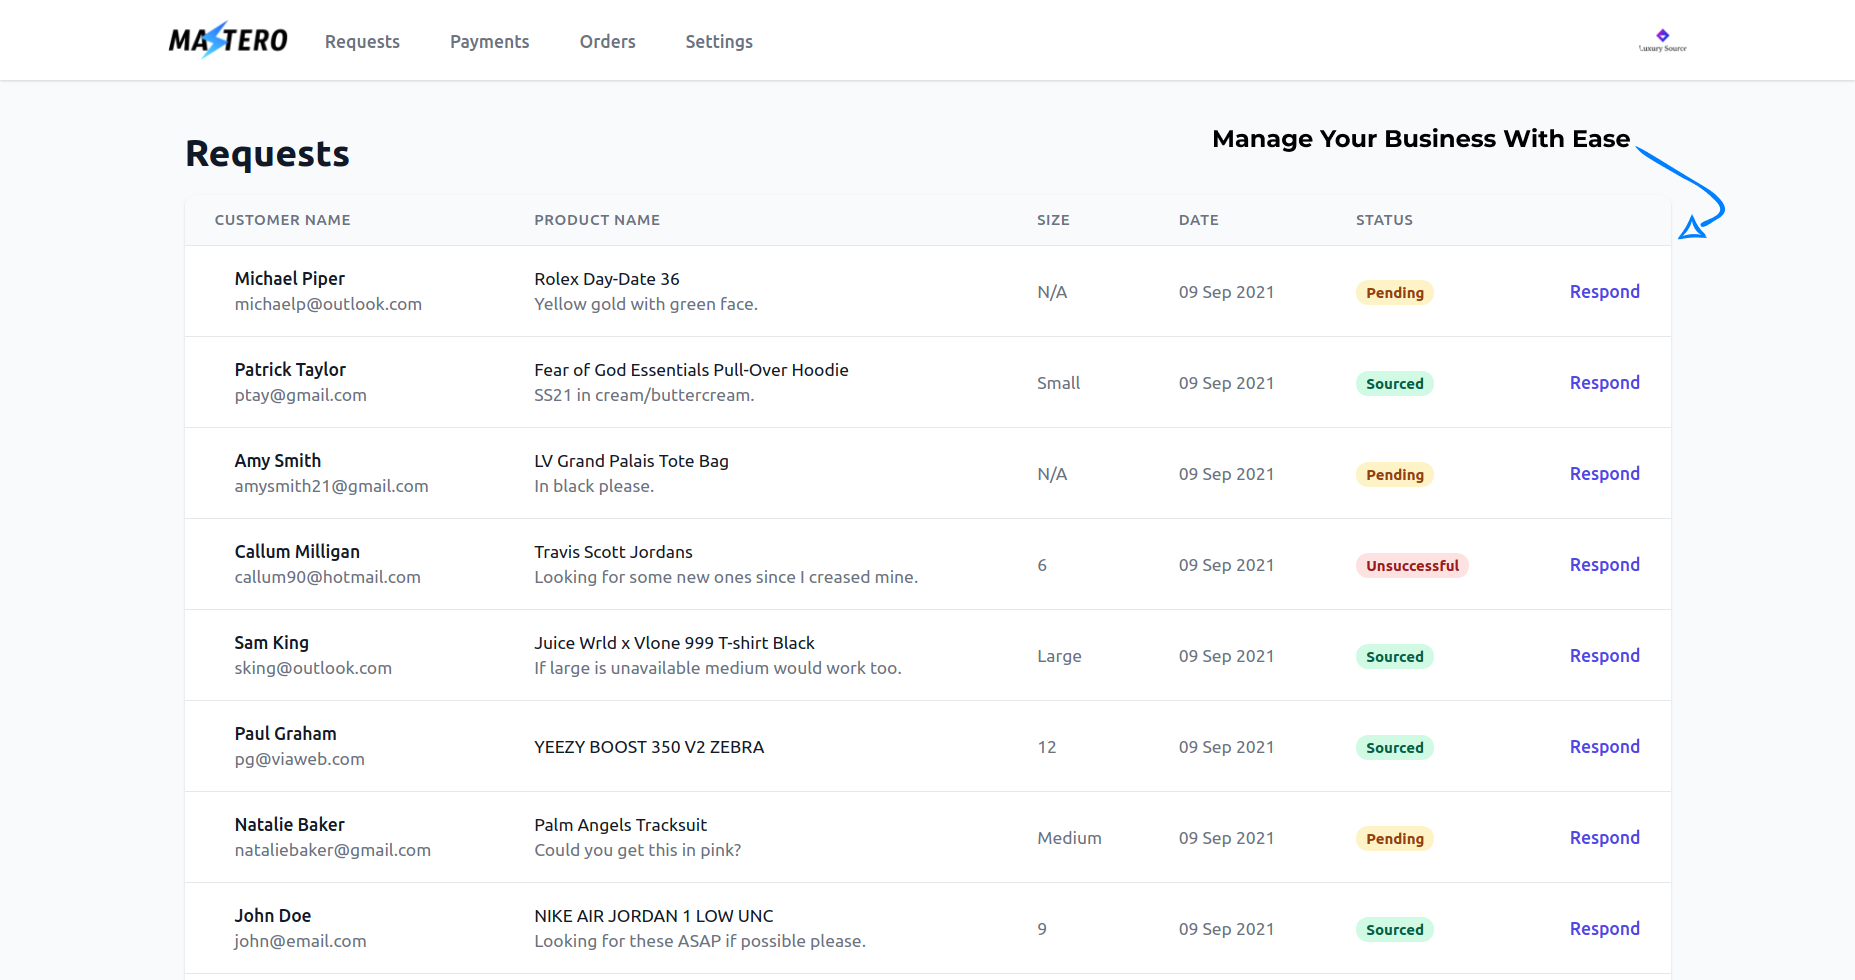 MASTERO Requests Payments Orders Settings
Luxury Source
Manage Your Business With Ease
Requests
CUSTOMER NAME PRODUCT NAME SIZE DATE STATUS
Michael Piper Rolex Day-Date 36
michaelp@outlook.com Yellow gold with green face. N/A 09 Sep 2021 Pending Respond
Patrick Taylor Fear of God Essentials Pull-Over Hoodie
ptay@gmail.com SS21 in cream/buttercream. Small 09 Sep 2021 Sourced Respond
Amy Smith LV Grand Palais Tote Bag
amysmith21@gmail.com In black please. N/A 09 Sep 2021 Pending Respond
Callum Milligan Travis Scott Jordans
callum90@hotmail.com Looking for some new ones since I creased mine. 6 09 Sep 2021 Unsuccessful Respond
Sam King Juice Wrld x Vlone 999 T-shirt Black
sking@outlook.com If large is unavailable medium would work too. Large 09 Sep 2021 Sourced Respond
Paul Graham
pg@viaweb.com YEEZY BOOST 350 V2 ZEBRA 12 09 Sep 2021 Sourced Respond
Natalie Baker Palm Angels Tracksuit
nataliebaker@gmail.com Could you get this in pink? Medium 09 Sep 2021 Pending Respond
John Doe NIKE AIR JORDAN 1 LOW UNC
john@email.com Looking for these ASAP if possible please. 9 09 Sep 2021 Sourced Respond